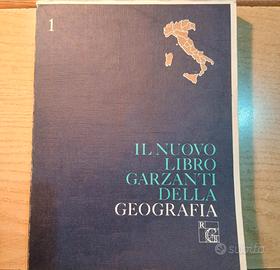 1
IL NUOVO
LIBRO
GARZANTI
DELLA
GEOGRAFIA
subito